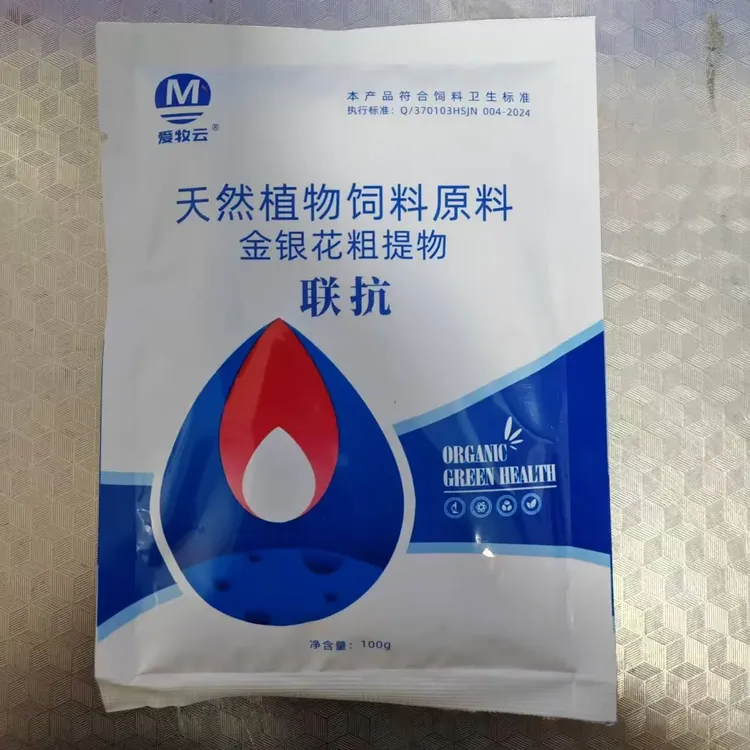 本产品符合饲料卫生标准
执行标准：Q/370103HSJN 004-2024
M
爱牧云®
天然植物饲料原料
金银花粗提物
联抗
ORGANIC
GREEN HEALTH
净含量：100g